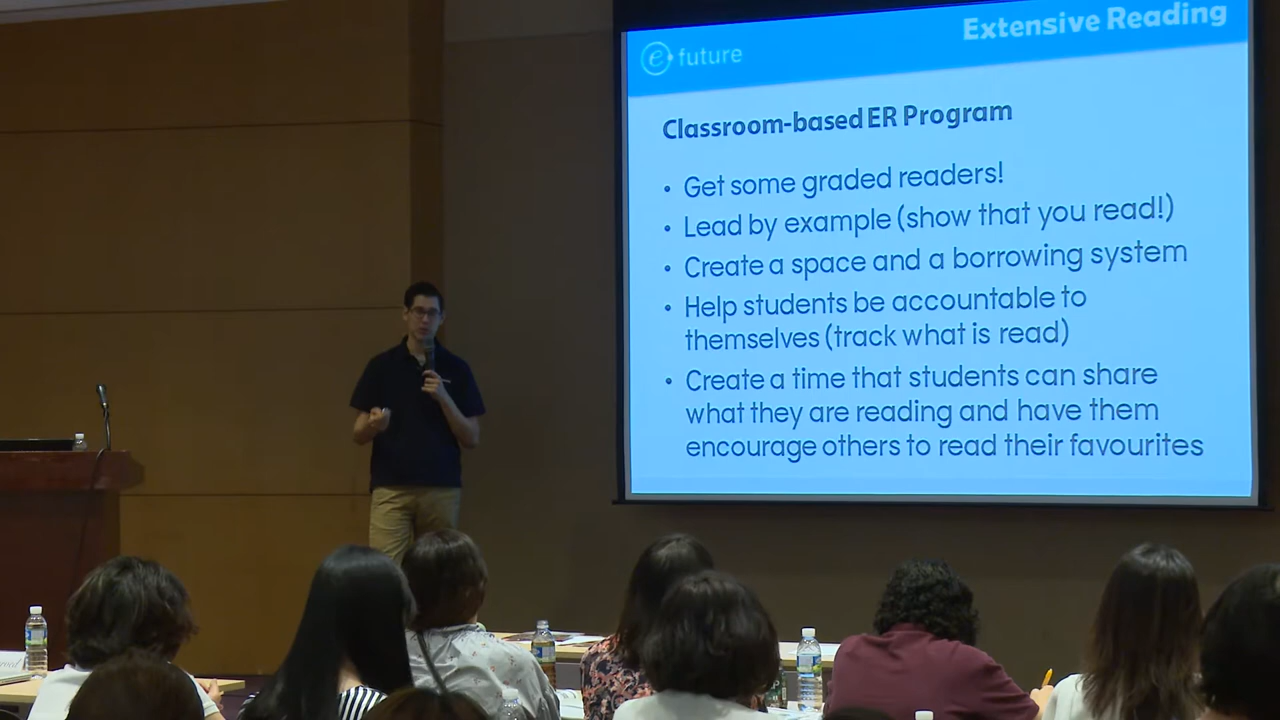 Extensive Reading
e future
Classroom-based ER Program
• Get some graded readers!
• Lead by example (show that you read!)
• Create a space and a borrowing system
• Help students be accountable to
themselves (track what is read)
• Create a time that students can share
what they are reading and have them
encourage others to read their favourites